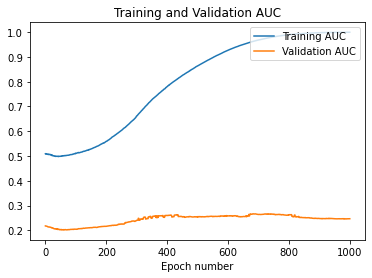 Training and Validation AUC
Training AUC
Validation AUC
1.0
0.9
0.8
0.7
0.6
0.5
0.4
0.3
0.2
0 200 400 600 800 1000
Epoch number